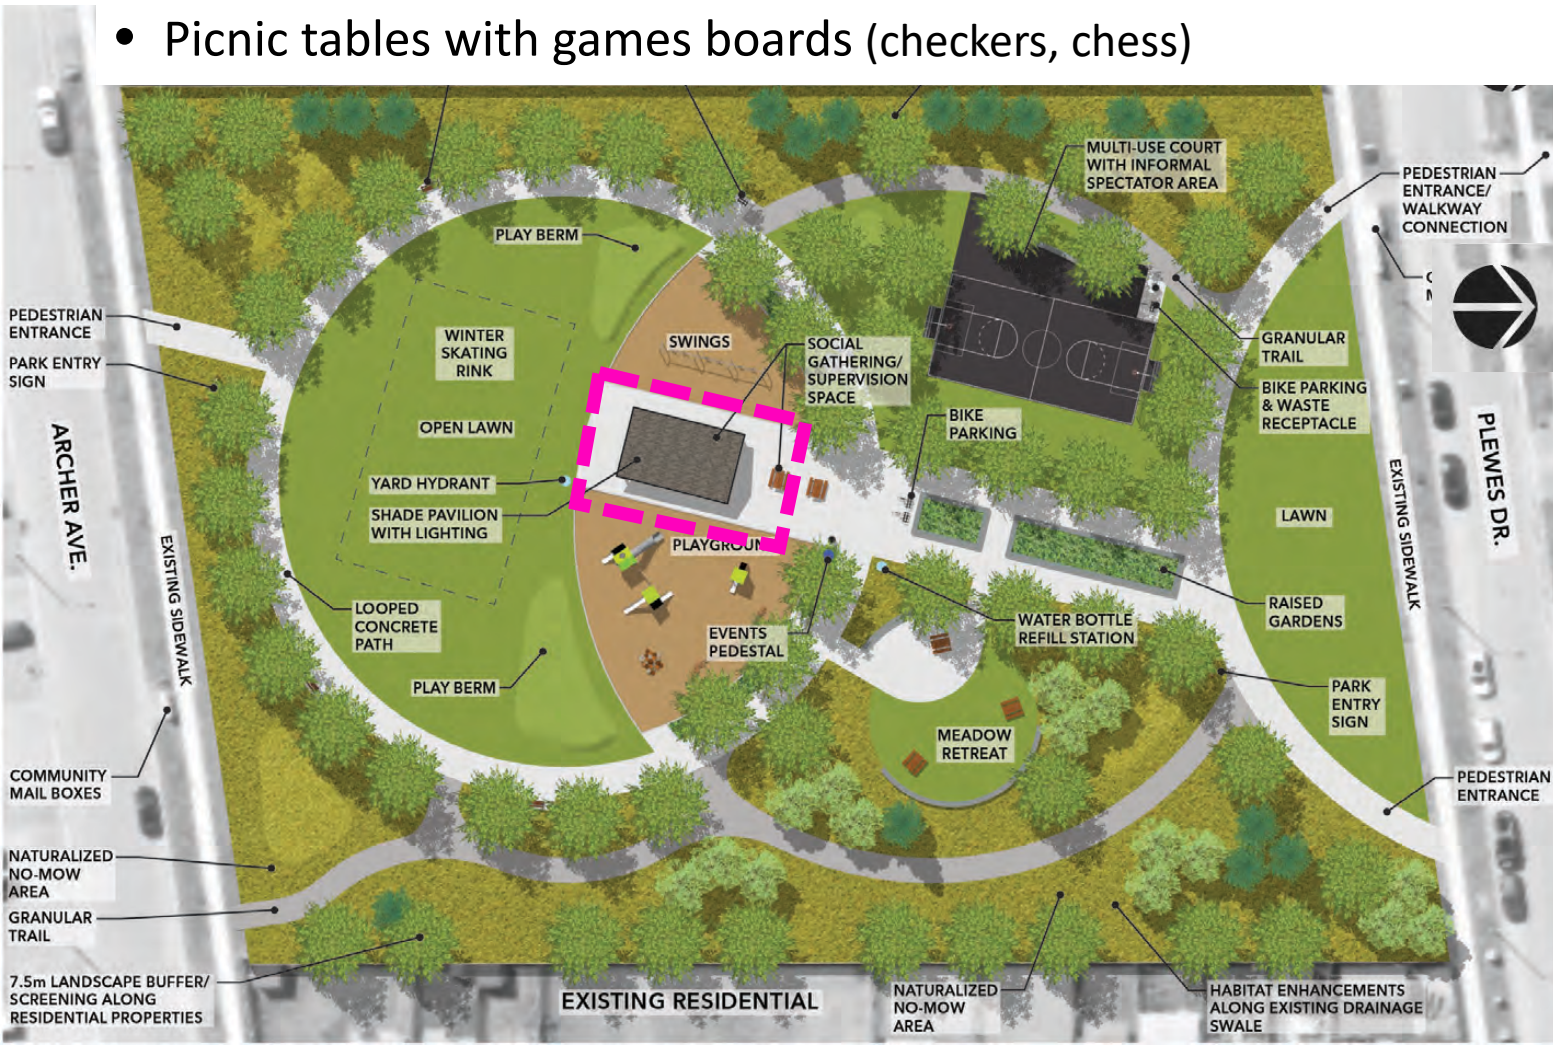 • Picnic tables with games boards (checkers, chess)
MULTI-USE COURT
WITH INFORMAL
SPECTATOR AREA
PEDESTRIAN
ENTRANCE/
WALKWAY
CONNECTION
PLAY BERM
PEDESTRIAN
ENTRANCE
WINTER
SKATING
RINK
SWINGS
SOCIAL
GATHERING/
SUPERVISION
SPACE
GRANULAR
TRAIL
PARK ENTRY
SIGN
BIKE PARKING
& WASTE
RECEPTACLE
OPEN LAWN
BIKE
PARKING
ARCHER AVE.
PLEWES DR.
YARD HYDRANT
SHADE PAVILION
WITH LIGHTING
LAWN
EXISTING SIDEWALK
EXISTING SIDEWALK
PLAYGROUN
LOOPED
CONCRETE
PATH
EVENTS
PEDESTAL
WATER BOTTLE
REFILL STATION
RAISED
GARDENS
PLAY BERM
PARK
ENTRY
SIGN
MEADOW
RETREAT
COMMUNITY
MAIL BOXES
PEDESTRIAN
ENTRANCE
NATURALIZED
NO-MOW
AREA
GRANULAR
TRAIL
7.5m LANDSCAPE BUFFER/
SCREENING ALONG
RESIDENTIAL PROPERTIES
EXISTING RESIDENTIAL
NATURALIZED
NO-MOW
AREA
HABITAT ENHANCEMENTS
ALONG EXISTING DRAINAGE
SWALE